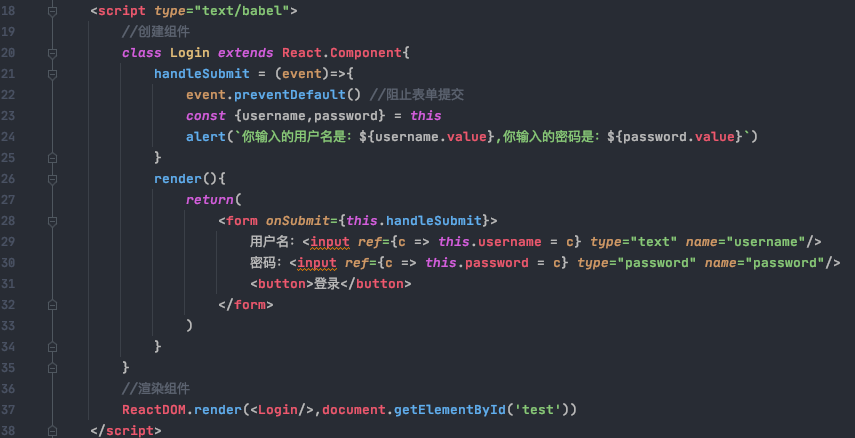 18 <script type="text/babel">
19 //创建组件
20 class Login extends React.Component{
21 handleSubmit = (event)=>{
22 event.preventDefault() //阻止表单提交
23 const {username,password} = this
24 alert(`你输入的用户名是：${username.value},你输入的密码是：${password.value}`)
25 }
26 render(){
27 return(
28 <form onSubmit={this.handleSubmit}>
29 用户名：<input ref={c => this.username = c} type="text" name="username"/>
30 密码：<input ref={c => this.password = c} type="password" name="password"/>
31 <button>登录</button>
32 </form>
33 )
34 }
35 }
36 //渲染组件
37 ReactDOM.render(<Login/>,document.getElementById('test'))
38 </script>